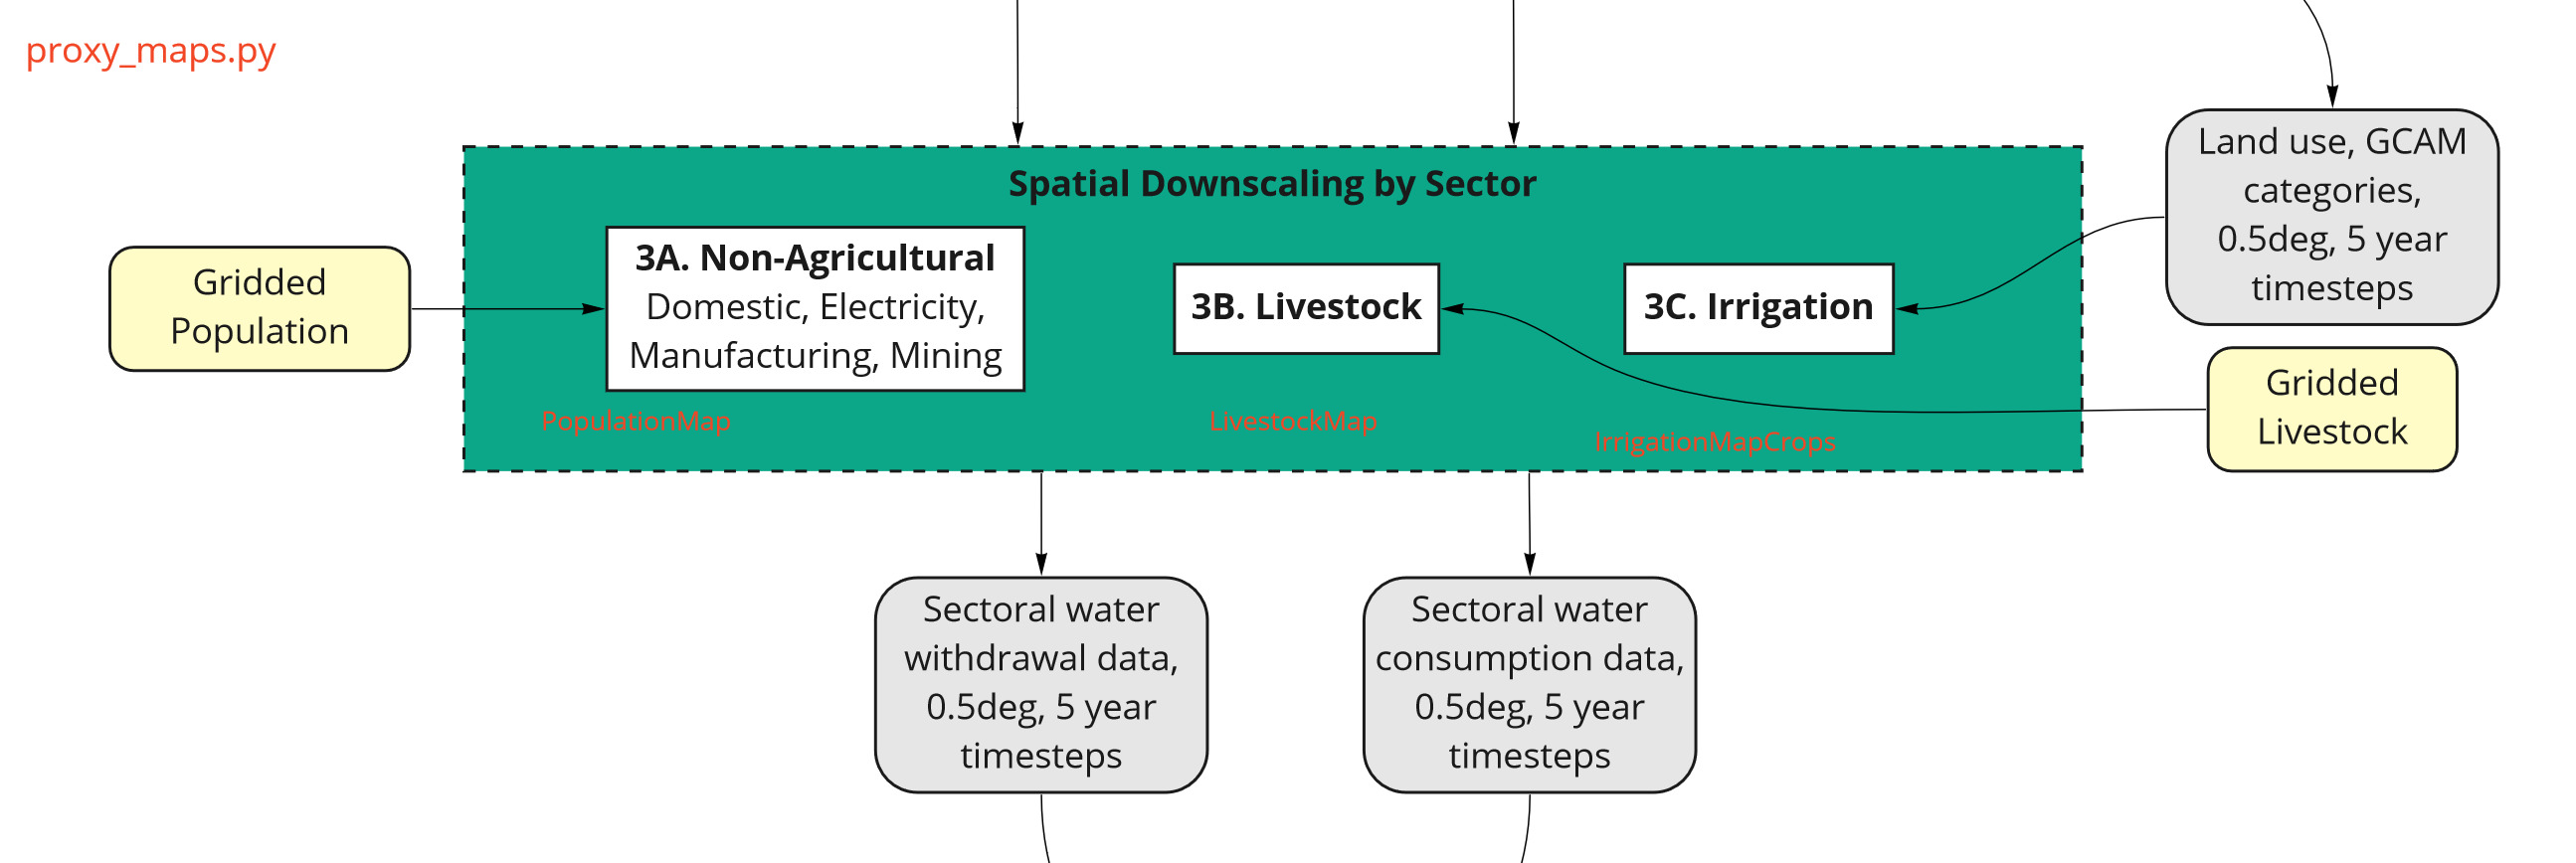 proxy_maps.py
Spatial Downscaling by Sector
Gridded
Population
3A. Non-Agricultural
Domestic, Electricity,
Manufacturing, Mining
3B. Livestock
3C. Irrigation
Land use, GCAM
categories,
0.5deg, 5 year
timesteps
Gridded
Livestock
PopulationMap
LivestockMap
IrrigationMapCrops
Sectoral water
withdrawal data,
0.5deg, 5 year
timesteps
Sectoral water
consumption data,
0.5deg, 5 year
timesteps